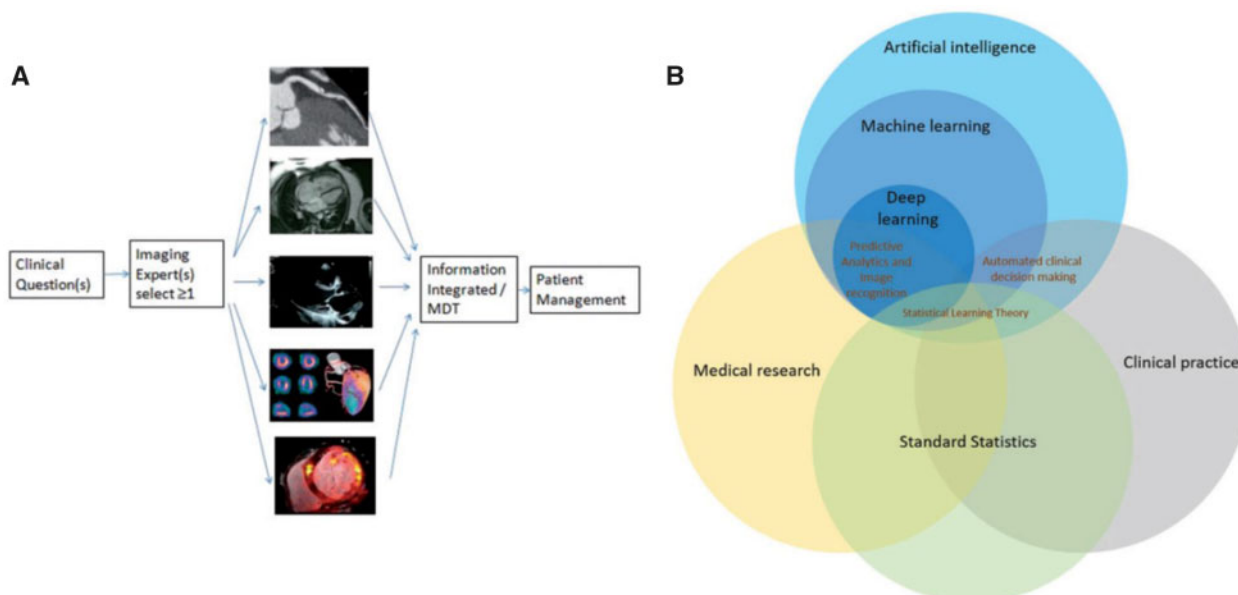 A
Clinical
Question(s)
Imaging
Expert(s)
select ≥1
Information
Integrated /
MDT
Patient
Management
B
Artificial intelligence
Machine learning
Deep
learning
Predictive
Analytics and
Image
recognition
Automated clinical
decision making
Statistical Learning Theory
Medical research
Clinical practice
Standard Statistics